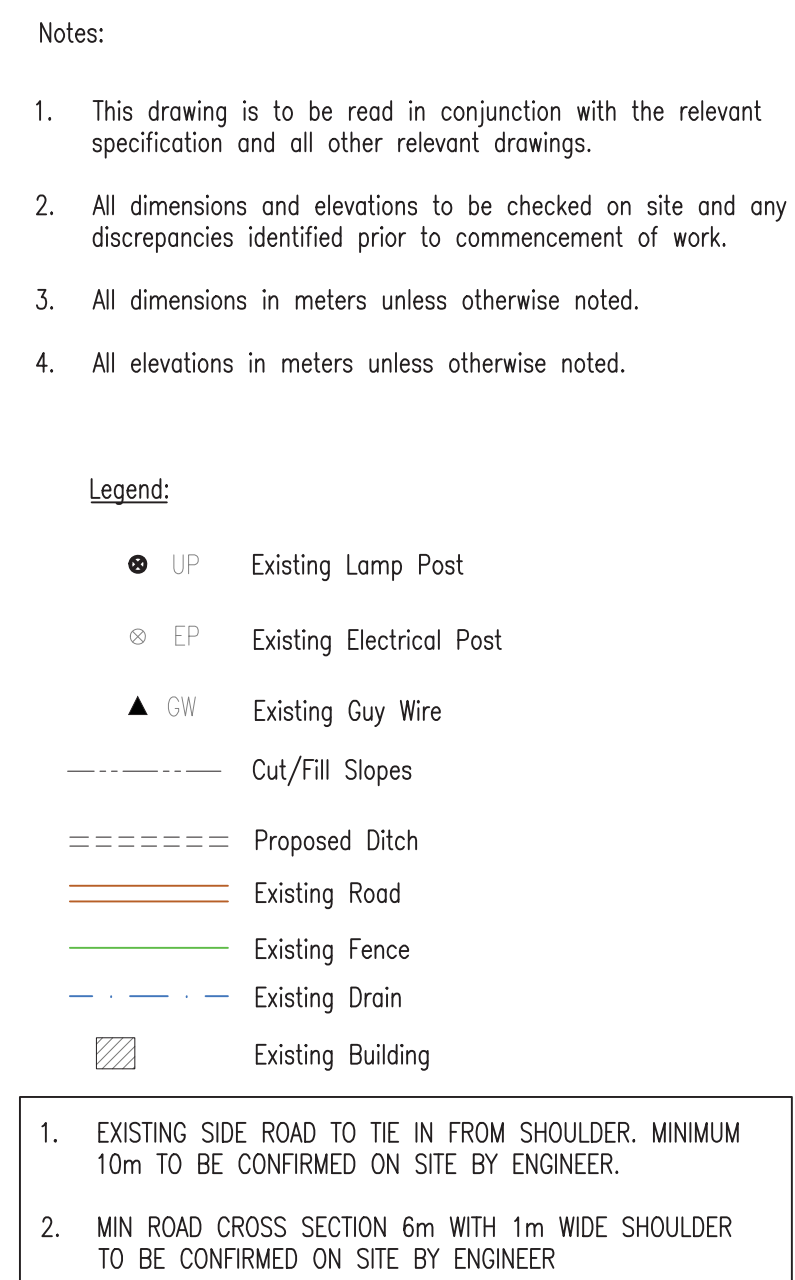 Notes:
1. This drawing is to be read in conjunction with the relevant
specification and all other relevant drawings.
2. All dimensions and elevations to be checked on site and any
discrepancies identified prior to commencement of work.
3. All dimensions in meters unless otherwise noted.
4. All elevations in meters unless otherwise noted.
Legend:
UP Existing Lamp Post
EP Existing Electrical Post
GW Existing Guy Wire
Cut/Fill Slopes
Proposed Ditch
Existing Road
Existing Fence
Existing Drain
Existing Building
1. EXISTING SIDE ROAD TO TIE IN FROM SHOULDER. MINIMUM
10m TO BE CONFIRMED ON SITE BY ENGINEER.
2. MIN ROAD CROSS SECTION 6m WITH 1m WIDE SHOULDER
TO BE CONFIRMED ON SITE BY ENGINEER